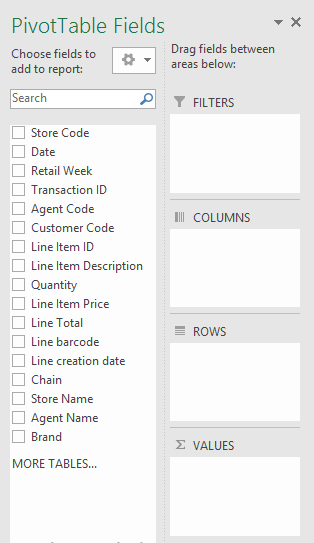 PivotTable Fields
Choose fields to
add to report:
Search
Store Code
Date
Retail Week
Transaction ID
Agent Code
Customer Code
Line Item ID
Line Item Description
Quantity
Line Item Price
Line Total
Line barcode
Line creation date
Chain
Store Name
Agent Name
Brand
MORE TABLES...
Drag fields between
areas below:
FILTERS
COLUMNS
ROWS
Σ VALUES